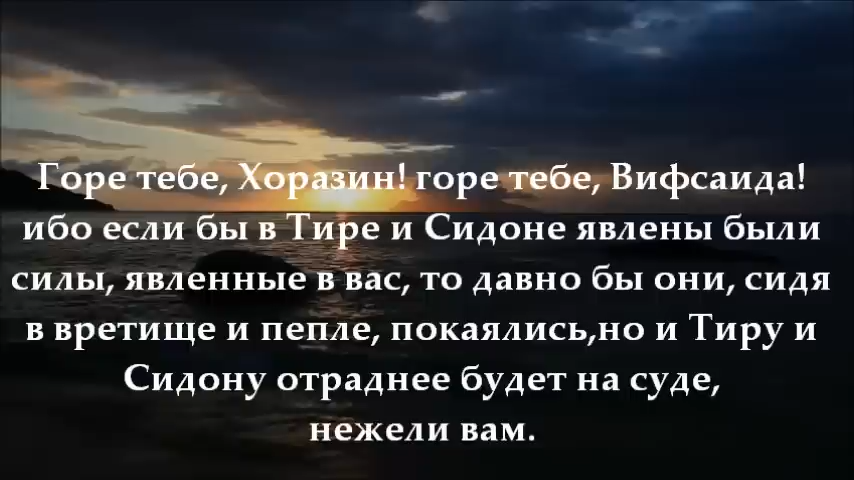 Горе тебе, Хоразин! горе тебе, Вифсаида!
ибо если бы в Тире и Сидоне явлены были
силы, явленные в вас, то давно бы они, сидя
в вретище и пепле, покаялись,но и Тиру и
Сидону отраднее будет на суде,
нежели вам.